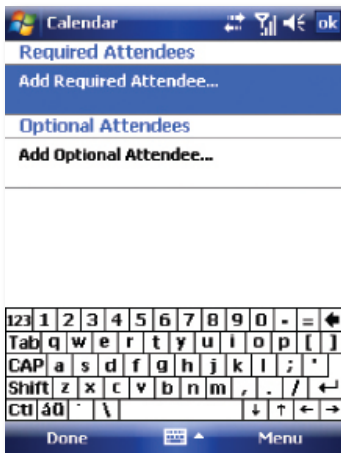 Calendar ok
Required Attendees
Add Required Attendee...
Optional Attendees
Add Optional Attendee...
123 1 2 3 4 5 6 7 8 9 0 - =
Tab q w e r t y u i o p [ ]
CAP a s d f g h j k l ; '
Shift z x c v b n m , . /
Ctl áü ` \
Done Menu